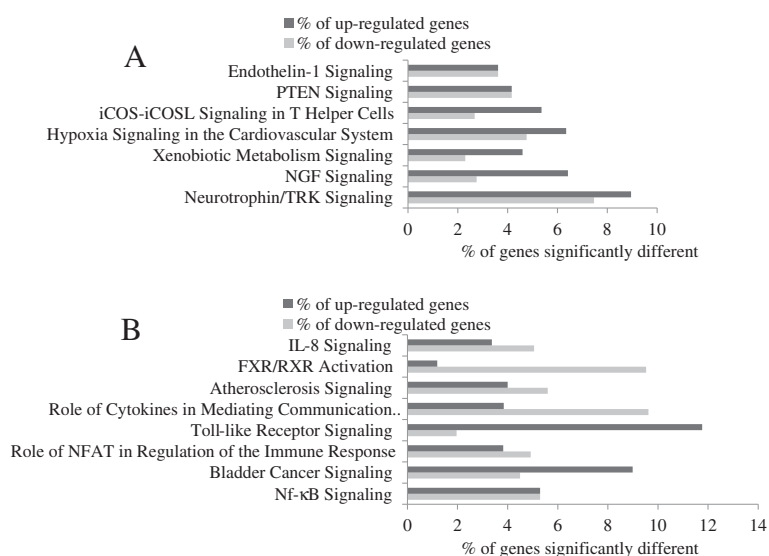 % of up-regulated genes
% of down-regulated genes
A
Endothelin-1 Signaling
PTEN Signaling
iCOS-iCOSL Signaling in T Helper Cells
Hypoxia Signaling in the Cardiovascular System
Xenobiotic Metabolism Signaling
NGF Signaling
Neurotrophin/TRK Signaling
0 2 4 6 8 10
% of genes significantly different
% of up-regulated genes
% of down-regulated genes
B
IL-8 Signaling
FXR/RXR Activation
Atherosclerosis Signaling
Role of Cytokines in Mediating Communication..
Toll-like Receptor Signaling
Role of NFAT in Regulation of the Immune Response
Bladder Cancer Signaling
Nf-κB Signaling
0 2 4 6 8 10 12 14
% of genes significantly different